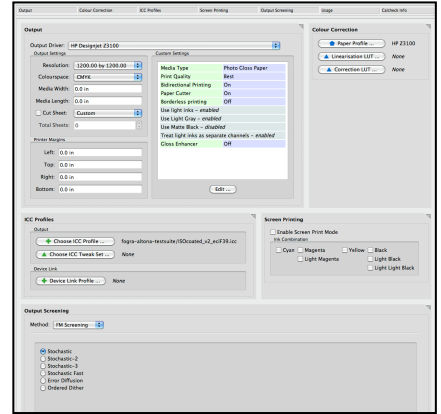 Output
Colour Correction
ICC Profiles
Screen Printing
Output Screening
Usage
Calcheck Info
Output
Output Driver: HP Designjet Z3100
Output Settings
Resolution: 1200.00 by 1200.00
Colourspace: CMYK
Media Width: 0.0 in
Media Length: 0.0 in
Cut Sheet: Custom
Total Sheets: 0
Printer Margins
Left: 0.0 in
Top: 0.0 in
Right: 0.0 in
Bottom: 0.0 in
Custom Settings
Media Type Photo Gloss Paper
Print Quality Best
Bidirectional Printing On
Paper Cutter On
Borderless printing Off
Use light inks - enabled
Use Light Gray - enabled
Use Matte Black - disabled
Treat light inks as separate channels - enabled
Gloss Enhancer Off
Edit ...
Colour Correction
Paper Profile ... HP Z3100
Linearisation LUT ... None
Correction LUT ... None
ICC Profiles
Output
Choose ICC Profile ... fogra-altona-testsuite/ISOcoated_v2_eciF39.icc
Choose ICC Tweak Set ... None
Device Link
Device Link Profile ... None
Screen Printing
Enable Screen Print Mode
Ink Combination
Cyan Magenta Yellow Black
Light Magenta Light Black
Light Light Black
Output Screening
Method: FM Screening
Stochastic
Stochastic-2
Stochastic-3
Stochastic Fast
Error Diffusion
Ordered Dither